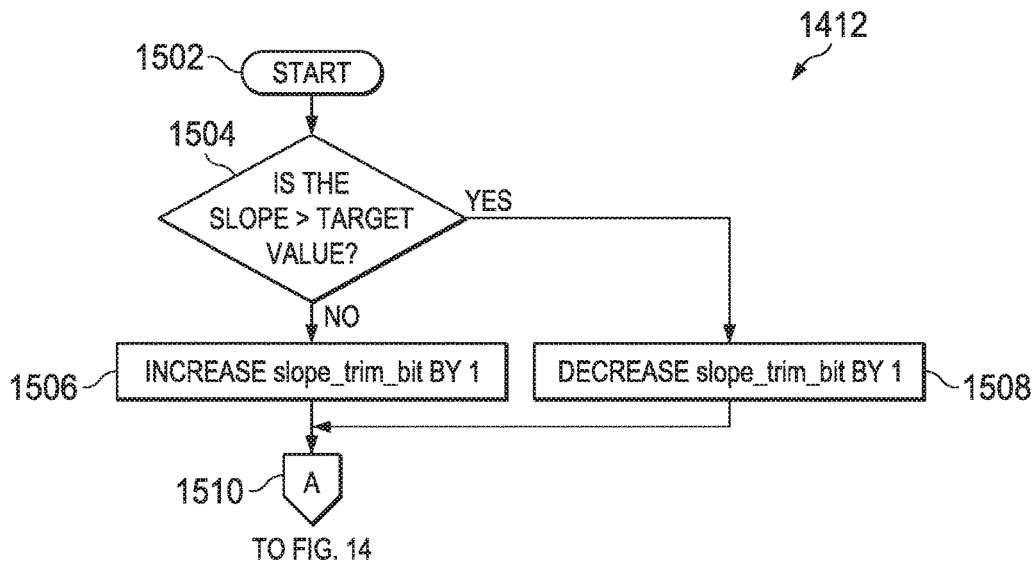 1412
1502
START
1504
IS THE
SLOPE > TARGET
VALUE?
YES
NO
1506
INCREASE slope_trim_bit BY 1
DECREASE slope_trim_bit BY 1
1508
1510
A
TO FIG. 14